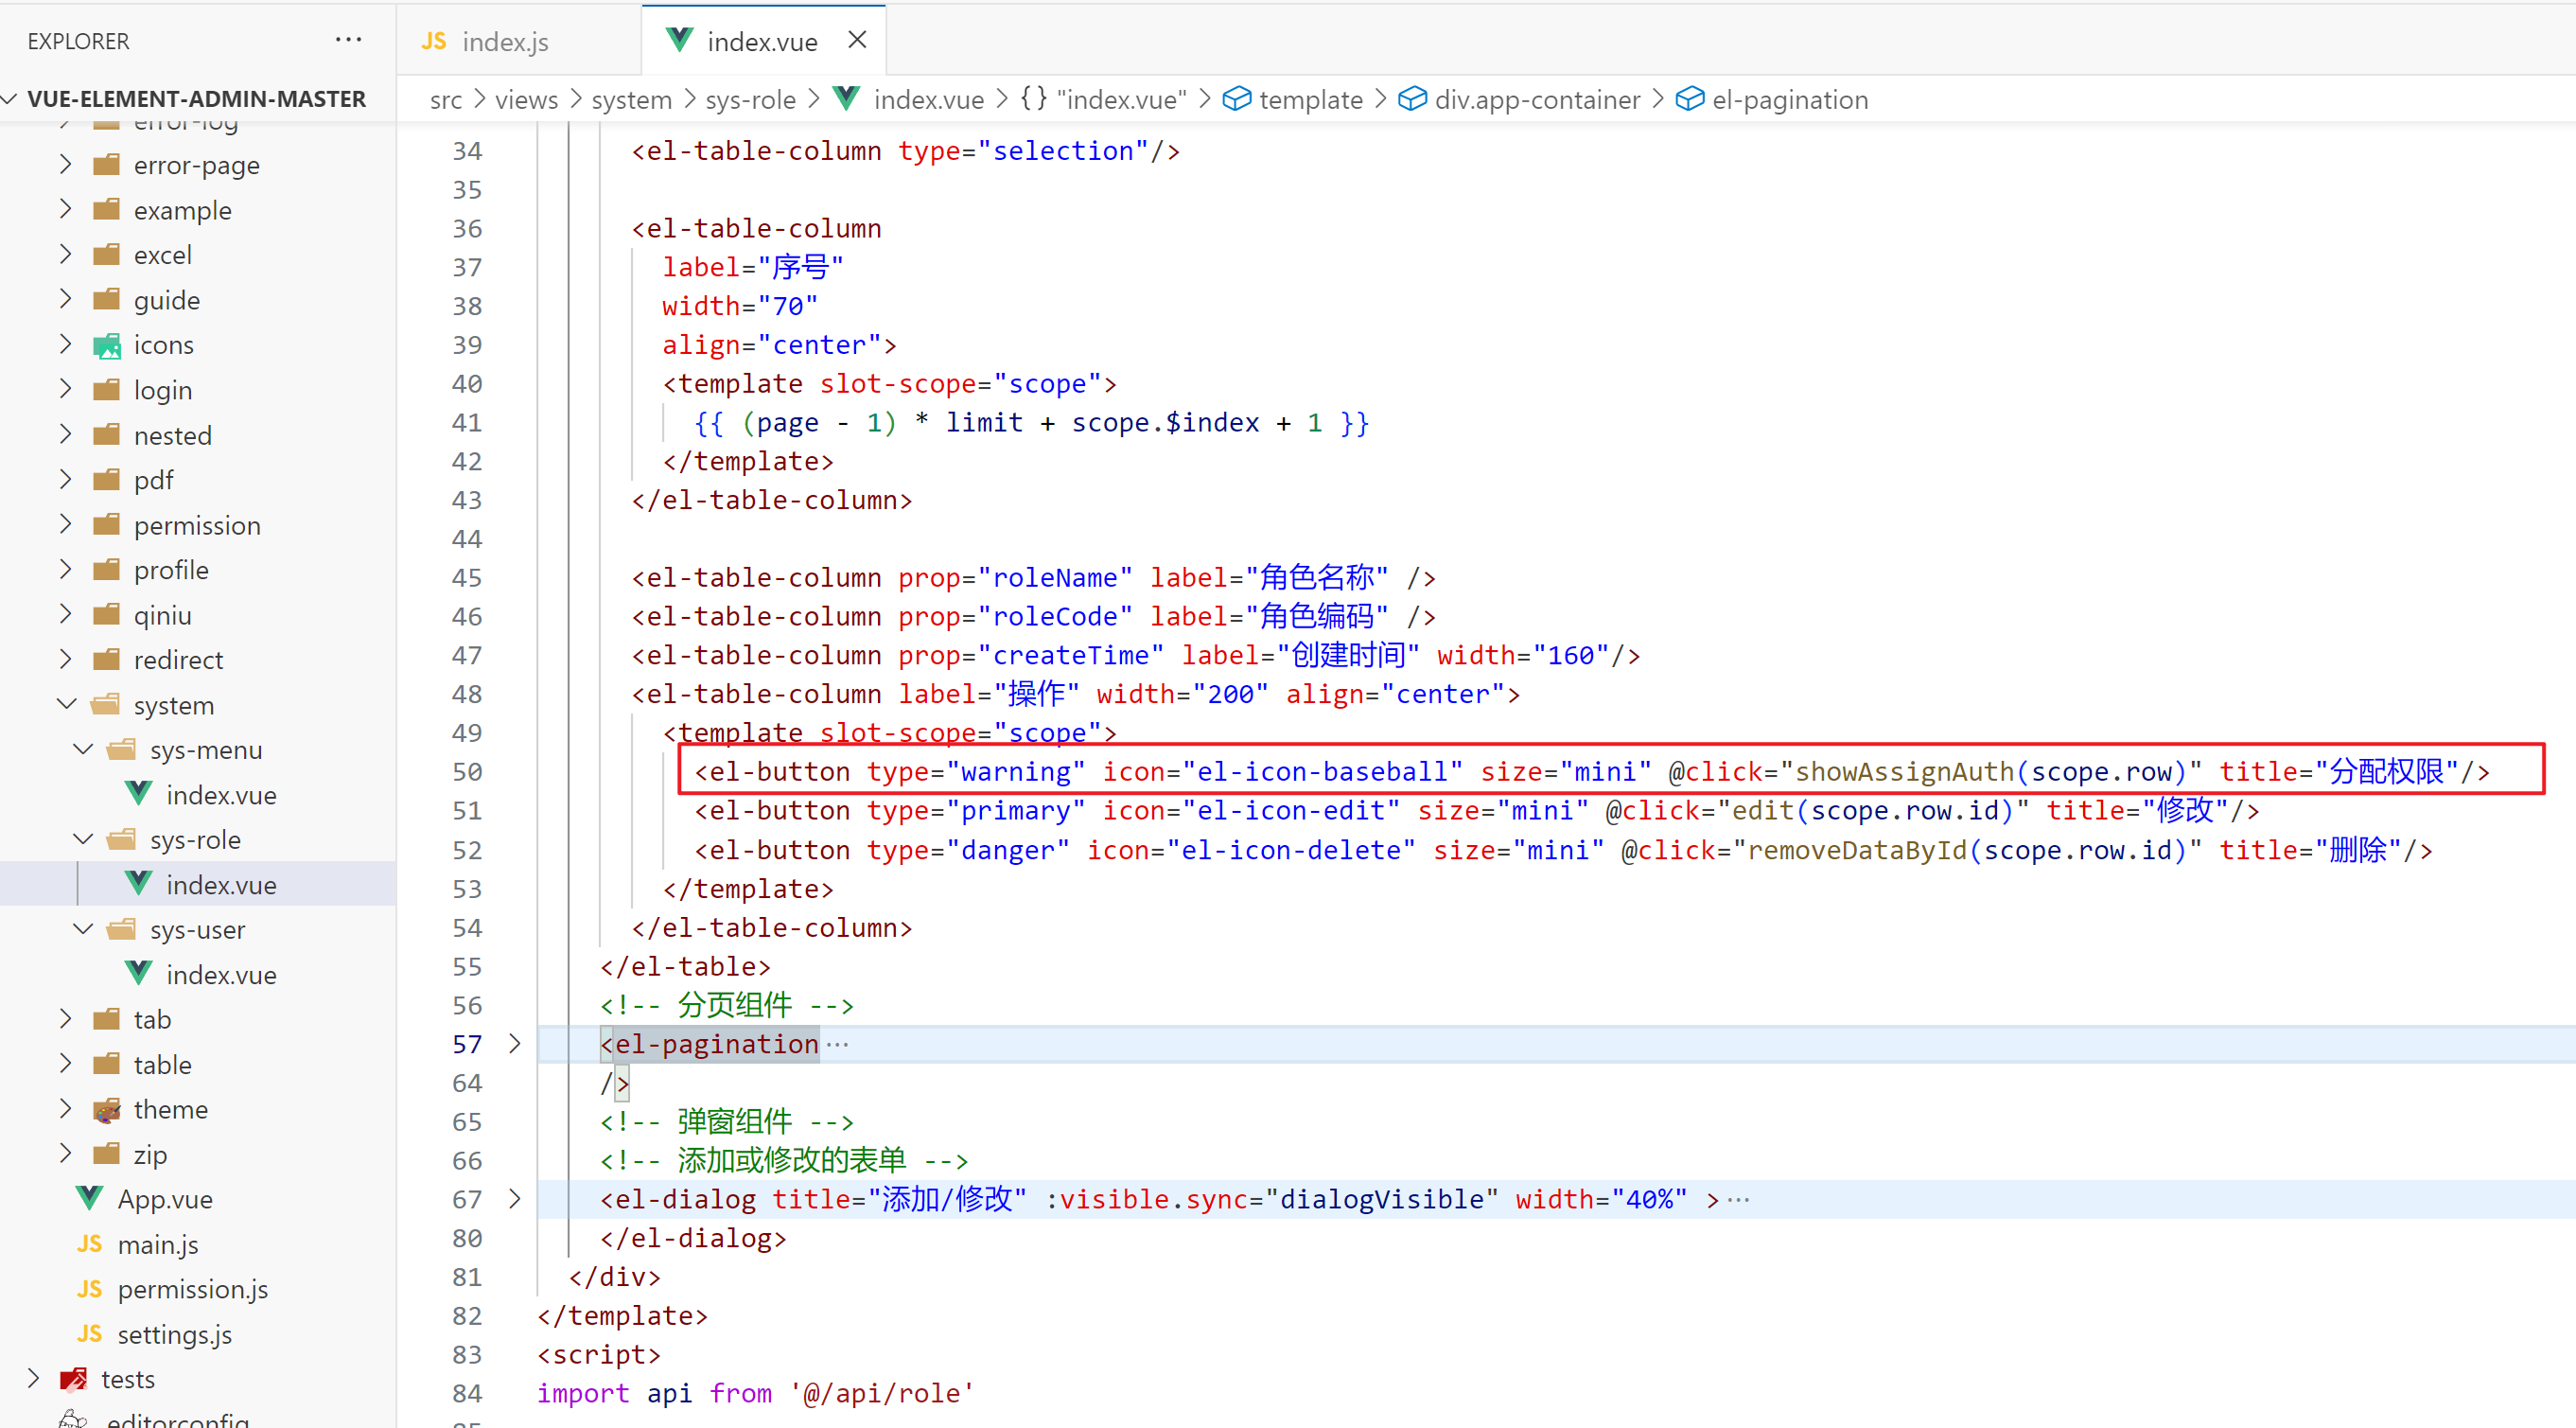 EXPLORER
···
JS index.js
index.vue
VUE-ELEMENT-ADMIN-MASTER
src > views > system > sys-role > index.vue > {} "index.vue" > template > div.app-container > el-pagination
error-log
error-page
example
excel
guide
icons
login
nested
pdf
permission
profile
qiniu
redirect
system
sys-menu
index.vue
sys-role
index.vue
sys-user
index.vue
tab
table
theme
zip
App.vue
JS main.js
JS permission.js
JS settings.js
tests
.editorconfig
34 <el-table-column type="selection"/>
35
36 <el-table-column
37 label="序号"
38 width="70"
39 align="center">
40 <template slot-scope="scope">
41 {{ (page - 1) * limit + scope.$index + 1 }}
42 </template>
43 </el-table-column>
44
45 <el-table-column prop="roleName" label="角色名称" />
46 <el-table-column prop="roleCode" label="角色编码" />
47 <el-table-column prop="createTime" label="创建时间" width="160"/>
48 <el-table-column label="操作" width="200" align="center">
49 <template slot-scope="scope">
50 <el-button type="warning" icon="el-icon-baseball" size="mini" @click="showAssignAuth(scope.row)" title="分配权限"/>
51 <el-button type="primary" icon="el-icon-edit" size="mini" @click="edit(scope.row.id)" title="修改"/>
52 <el-button type="danger" icon="el-icon-delete" size="mini" @click="removeDataById(scope.row.id)" title="删除"/>
53 </template>
54 </el-table-column>
55 </el-table>
56 <!-- 分页组件 -->
57 <el-pagination···
64 />
65 <!-- 弹窗组件 -->
66 <!-- 添加或修改的表单 -->
67 <el-dialog title="添加/修改" :visible.sync="dialogVisible" width="40%" >···
80 </el-dialog>
81 </div>
82 </template>
83 <script>
84 import api from '@/api/role'
85